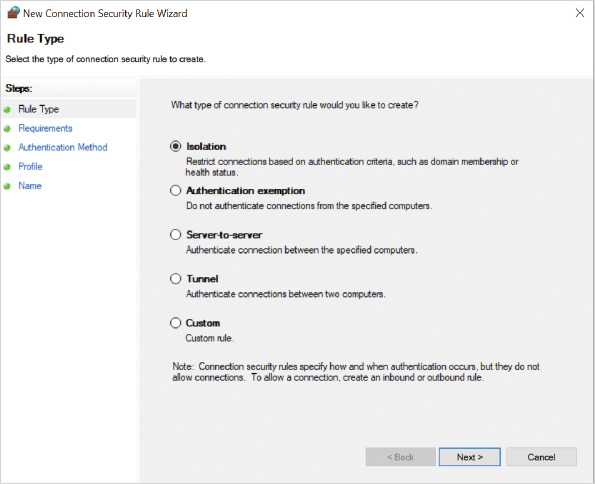 New Connection Security Rule Wizard
Rule Type
Select the type of connection security rule to create.
Steps:
Rule Type
Requirements
Authentication Method
Profile
Name
What type of connection security rule would you like to create?
Isolation
Restrict connections based on authentication criteria, such as domain membership or
health status.
Authentication exemption
Do not authenticate connections from the specified computers.
Server-to-server
Authenticate connection between the specified computers.
Tunnel
Authenticate connections between two computers.
Custom
Custom rule.
Note: Connection security rules specify how and when authentication occurs, but they do not
allow connections. To allow a connection, create an inbound or outbound rule.
< Back
Next >
Cancel